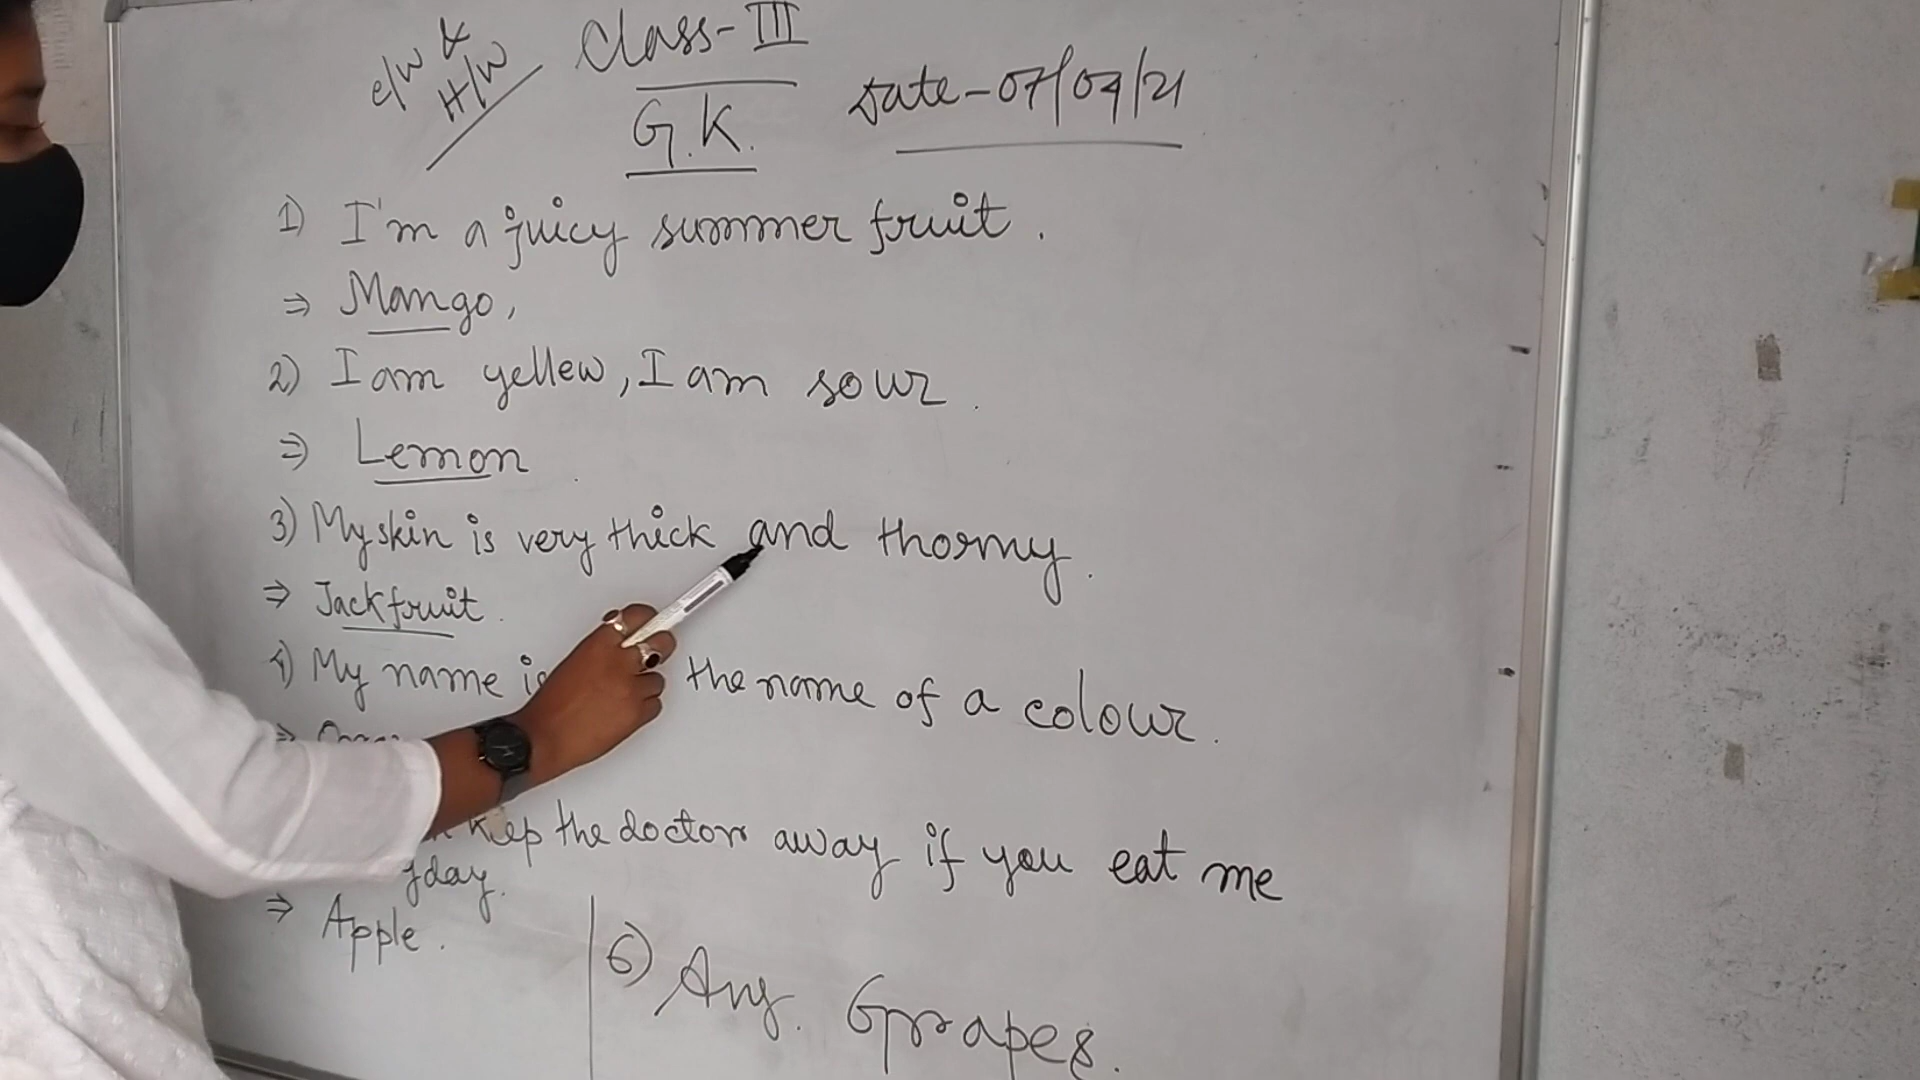 C/W & H/W
Class-III
G.K.
Date-07/04/21
1) I'm a juicy summer fruit.
⇒ Mango,
2) I am yellew, I am sour.
⇒ Lemon
3) My skin is very thick and thorny.
⇒ Jackfruit.
4) My name is the name of a colour.
⇒
the doctor away if you eat me
day.
⇒ Apple.
6) Ans. Grapes.